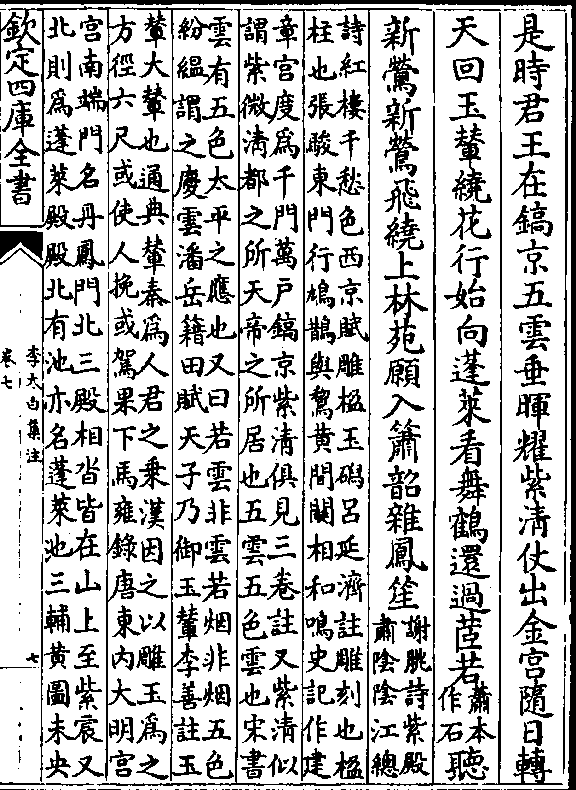 是時君王在鎬京五雲垂暉耀紫清仗出金宮隨日轉
天回玉輦繞花行始向蓬萊看舞鶴還過茝若蕭本作石聽
新鶯新鶯飛繞上林苑願入簫韶雜鳳笙謝朓詩紫殿肅陰陰江總
詩紅樓千愁色西京賦雕楹玉磶呂延濟註雕刻也楹
柱也張駿東門行鳩鵲與鵹黃間關相和鳴史記作建
章宮度為千門萬戶鎬京紫清俱見三卷註又紫清似
謂紫微清都之所天帝之所居也五雲五色雲也宋書
雲有五色太平之應也又曰若雲非雲若烟非烟五色
紛緼謂之慶雲潘岳籍田賦天子乃御玉輦李善註玉
輦大輦也通典輦秦為人君之乗漢因之以雕玉為之
方徑六尺或使人挽或駕果下馬雍錄唐東内大明宮
宮南端門名丹鳳門北三殿相沓皆在山上至紫宸又
北則為蓬萊殿殿北有池亦名蓬萊池三輔黃圖未央
欽定四庫全書
李太白集注
卷七
七